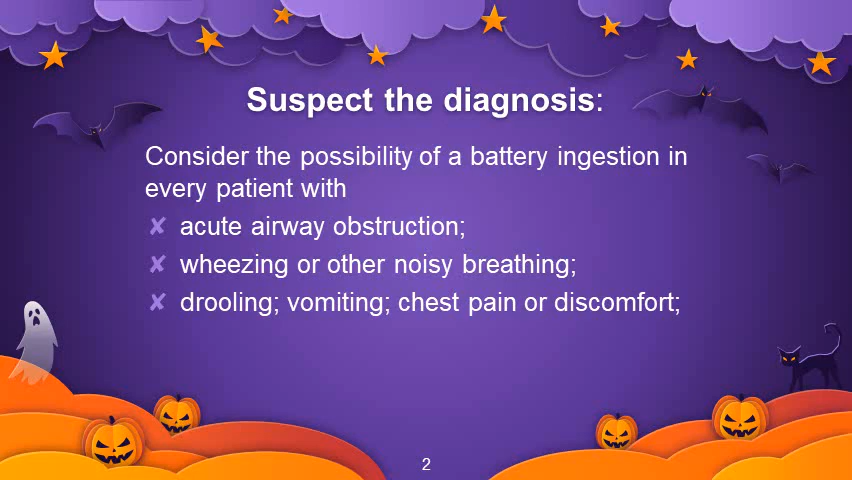 Suspect the diagnosis:
Consider the possibility of a battery ingestion in
every patient with
✘ acute airway obstruction;
✘ wheezing or other noisy breathing;
✘ drooling; vomiting; chest pain or discomfort;
2